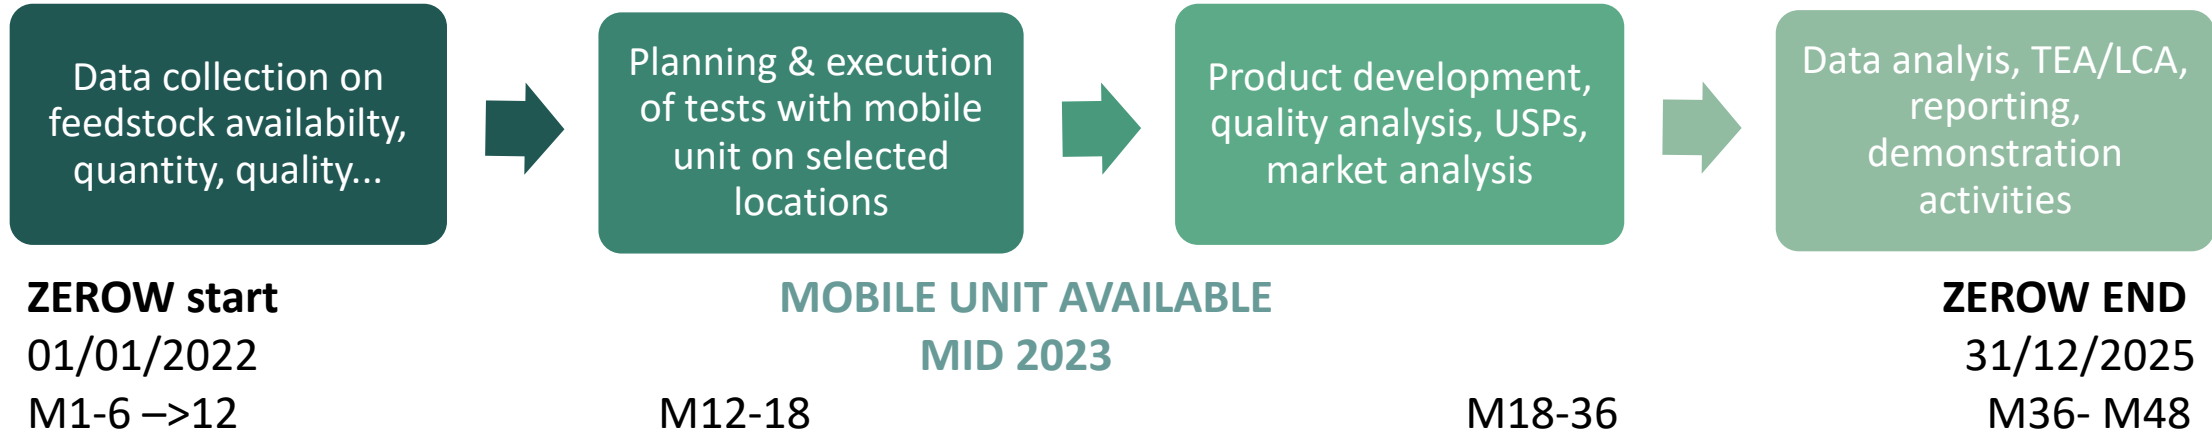 Data collection on
feedstock availabilty,
quantity, quality...
Planning & execution
of tests with mobile
unit on selected
locations
Product development,
quality analysis, USPs,
market analysis
Data analyis, TEA/LCA,
reporting,
demonstration
activities
ZEROW start
01/01/2022
M1-6 –>12
MOBILE UNIT AVAILABLE
MID 2023
M12-18
M18-36
ZEROW END
31/12/2025
M36- M48